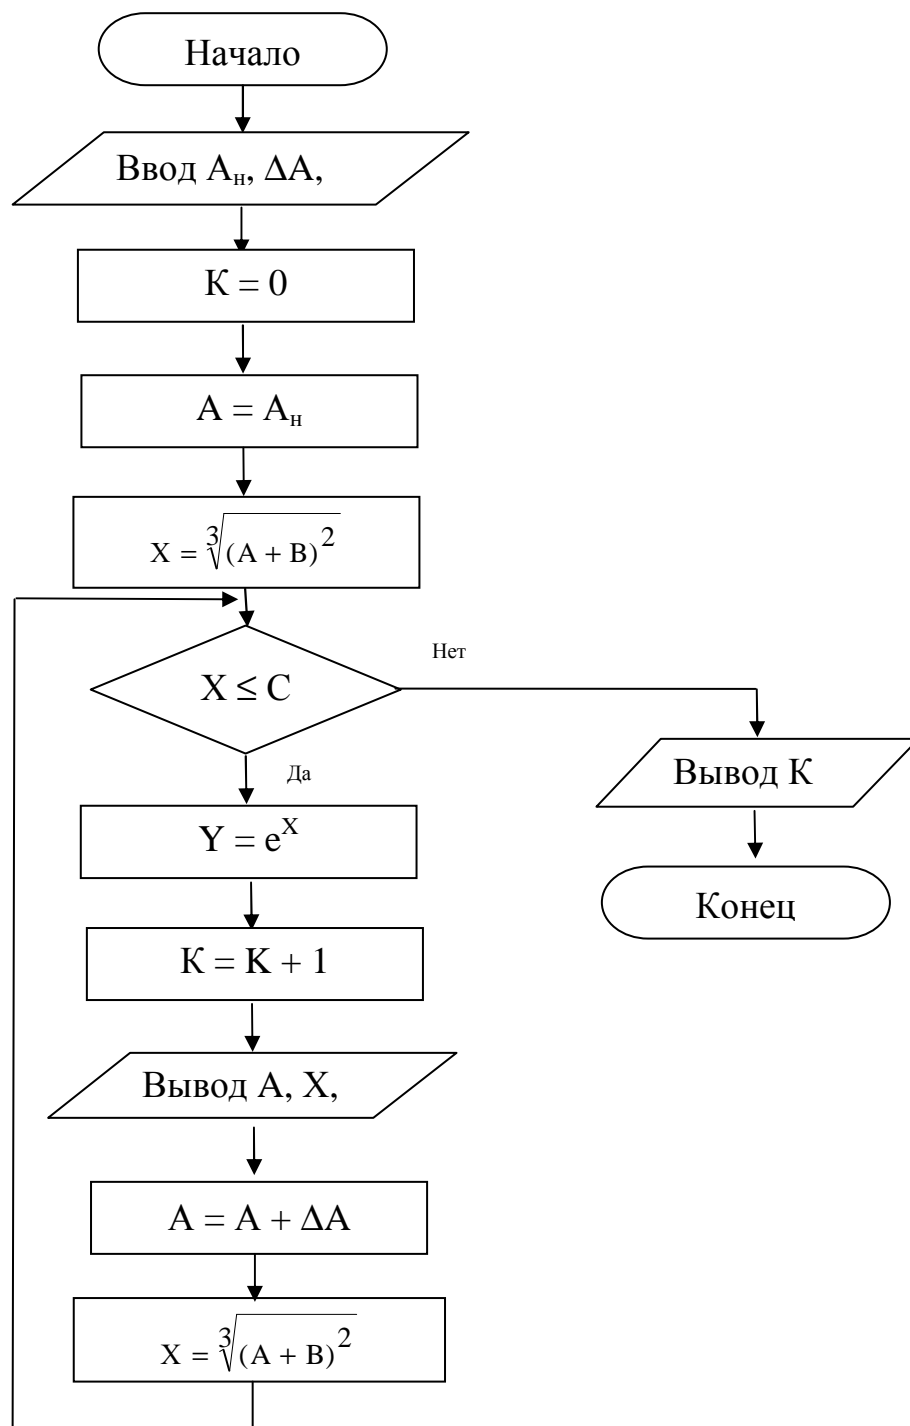 Начало
Ввод Aн, ΔA,
K = 0
A = Aн
X = ∛(A + B)²
X ≤ C
Нет
Да
Вывод K
Y = eˣ
Конец
K = K + 1
Вывод A, X,
A = A + ΔA
X = ∛(A + B)²